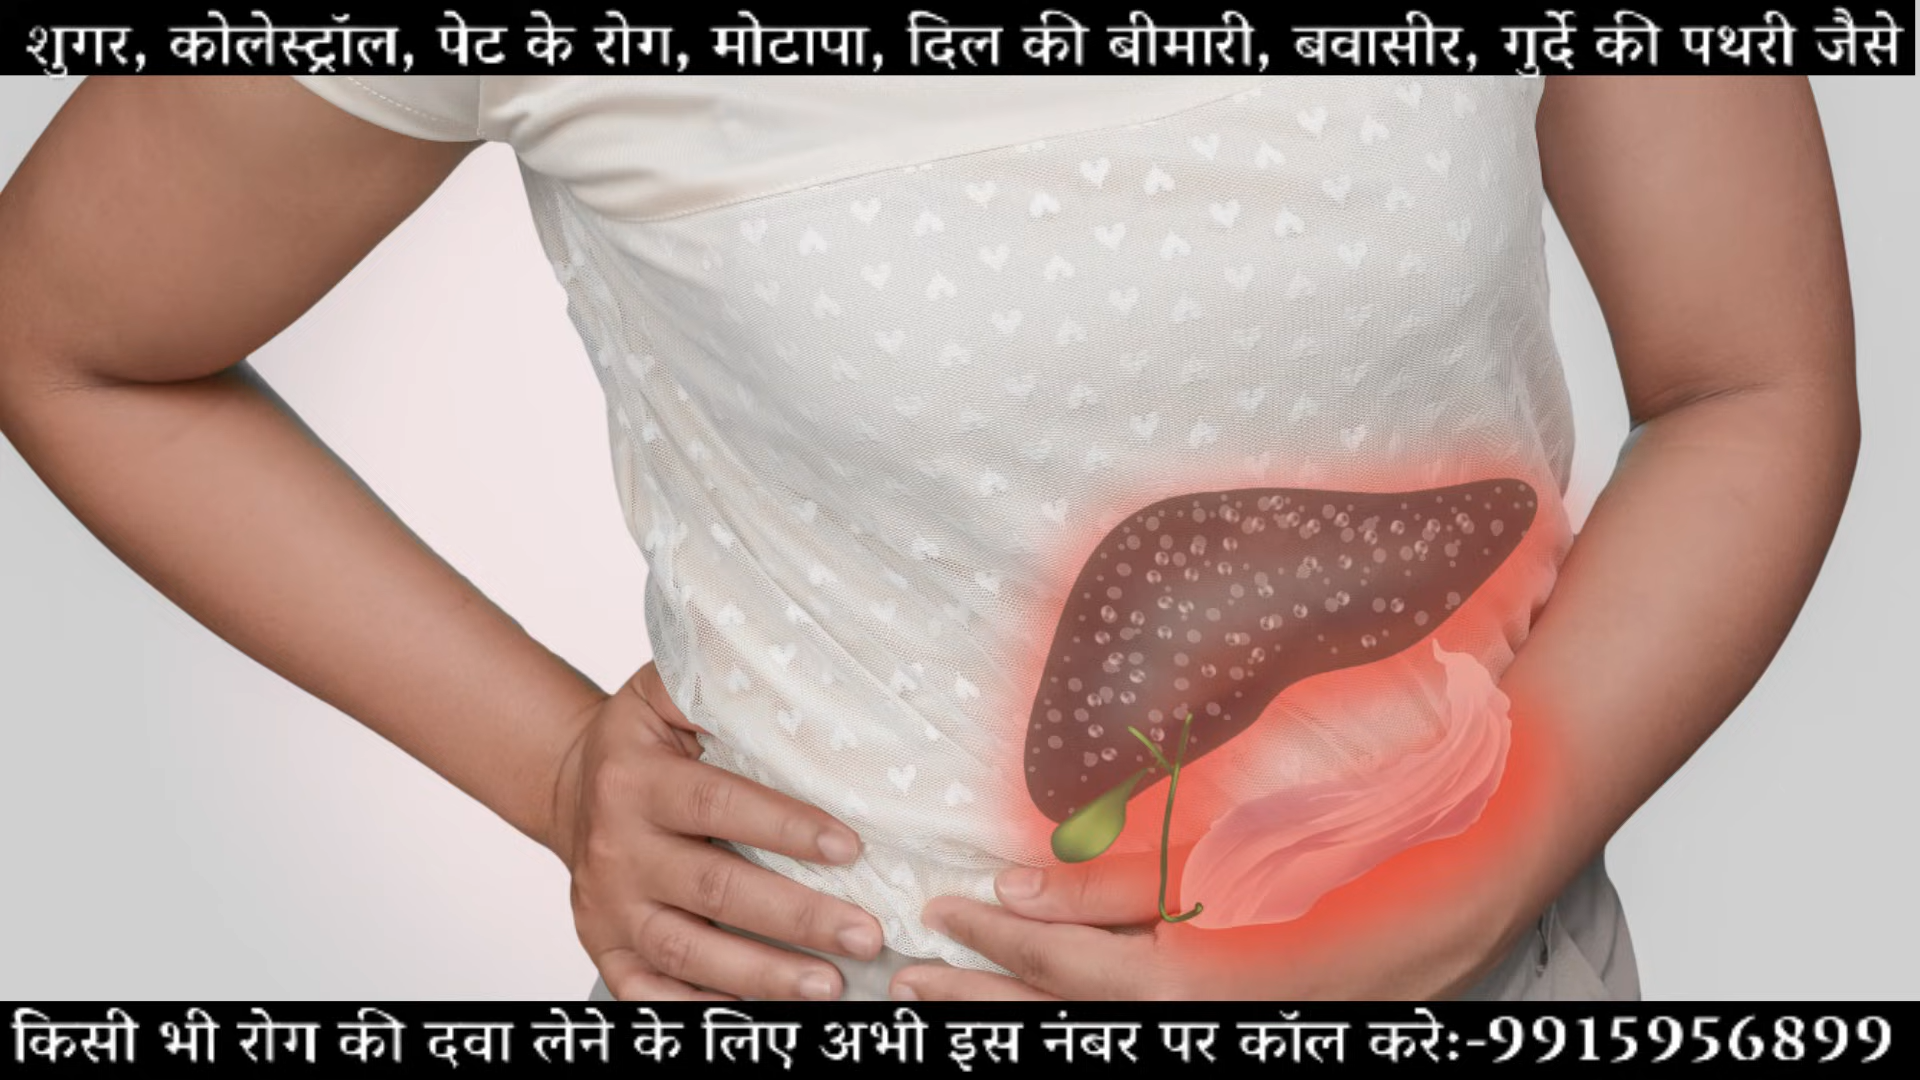 शुगर, कोलेस्ट्रॉल, पेट के रोग, मोटापा, दिल की बीमारी, बवासीर, गुर्दे की पथरी जैसे
किसी भी रोग की दवा लेने के लिए अभी इस नंबर पर कॉल करे:-9915956899